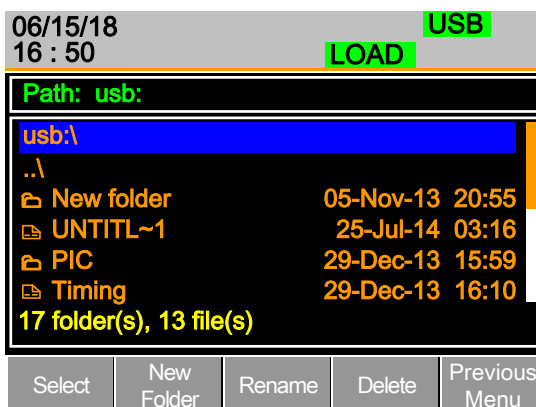 06/15/18 USB
16 : 50 LOAD
Path: usb:
usb:\
..\
New folder 05-Nov-13 20:55
UNTITL~1 25-Jul-14 03:16
PIC 29-Dec-13 15:59
Timing 29-Dec-13 16:10
17 folder(s), 13 file(s)
Select New Folder Rename Delete Previous Menu